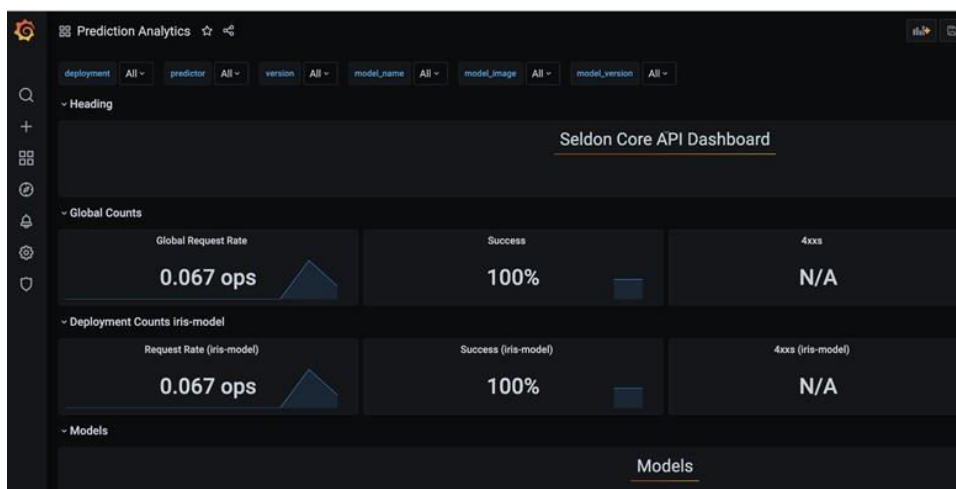 Prediction Analytics
deployment All predictor All version All model_name All model_image All model_version All
Heading
Seldon Core API Dashboard
Global Counts
Global Request Rate Success 4xxs
0.067 ops 100% N/A
Deployment Counts iris-model
Request Rate (iris-model) Success (iris-model) 4xxs (iris-model)
0.067 ops 100% N/A
Models
Models